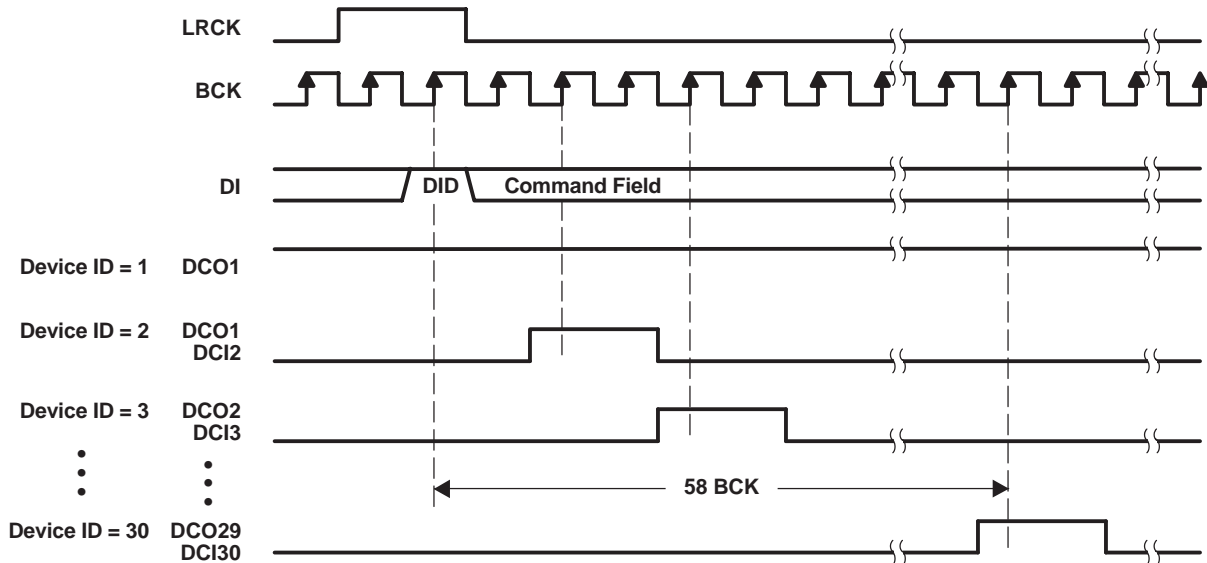 LRCK
BCK
DI
DID Command Field
Device ID = 1 DCO1
Device ID = 2 DCO1
DCI2
Device ID = 3 DCO2
DCI3
58 BCK
Device ID = 30 DCO29
DCI30